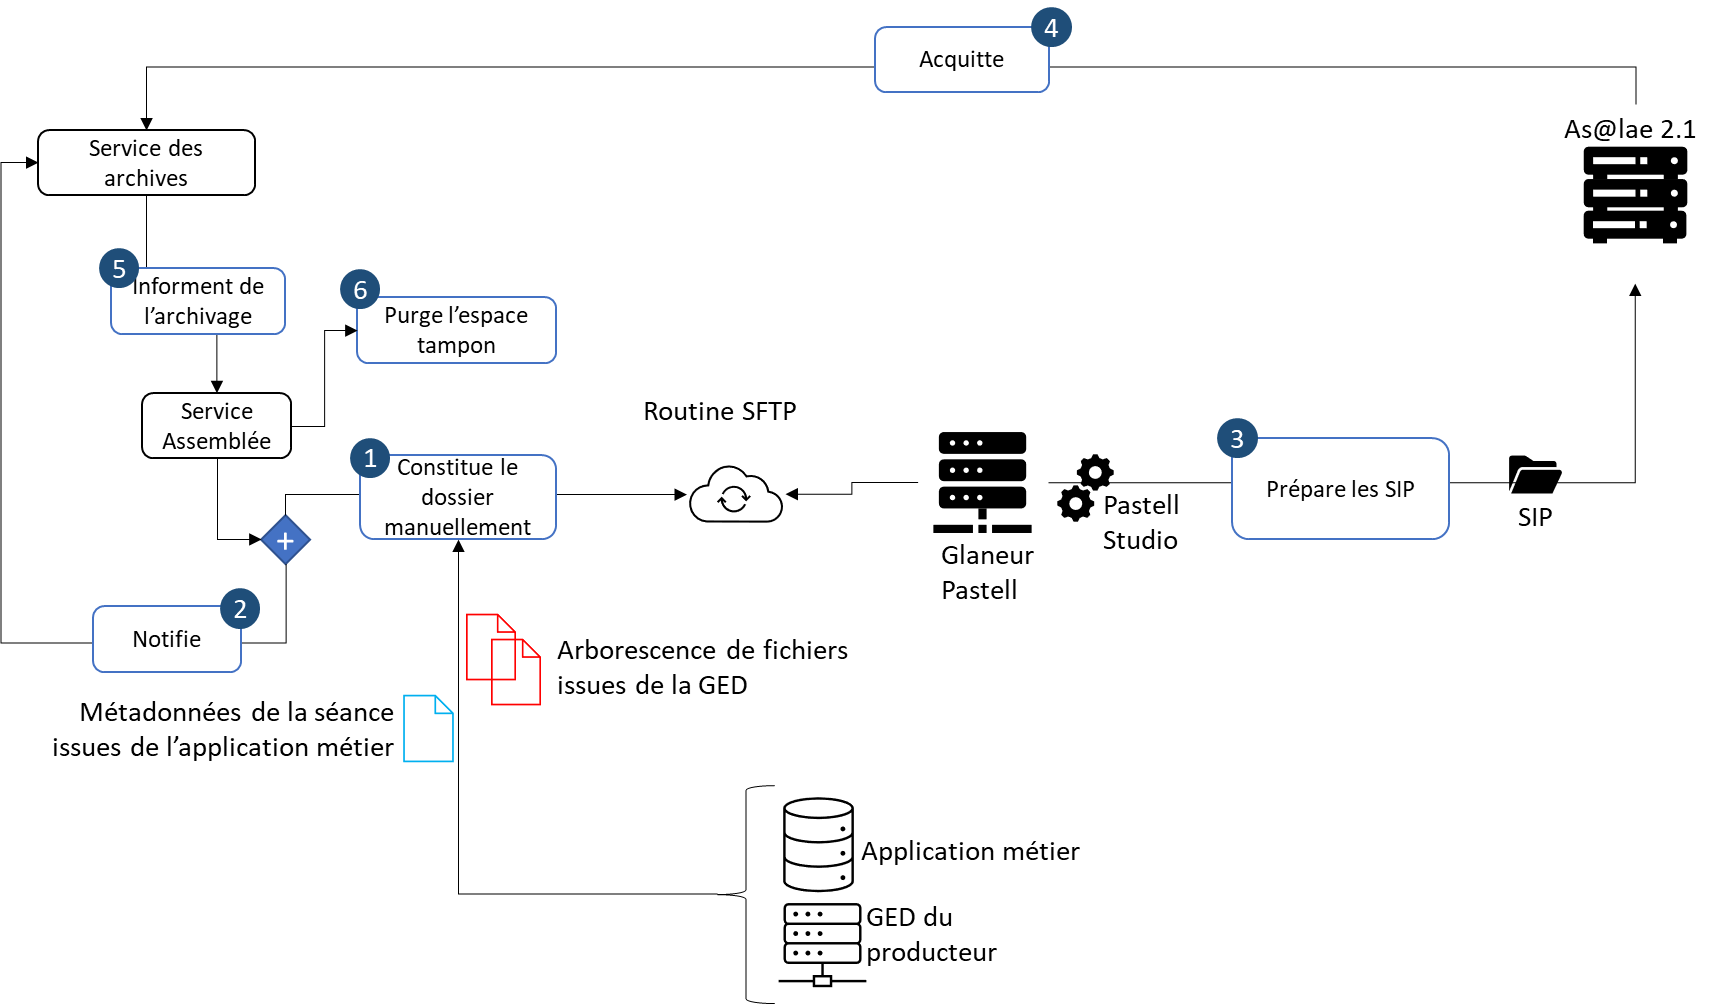 4
Acquitte
As@lae 2.1
Service des
archives
5
Informent de
l’archivage
6
Purge l’espace
tampon
Service
Assemblée
Routine SFTP
1
Constitue le
dossier
manuellement
3
Prépare les SIP
SIP
Pastell
Studio
Glaneur
Pastell
+
2
Notifie
Arborescence de fichiers
issues de la GED
Métadonnées de la séance
issues de l’application métier
Application métier
GED du
producteur